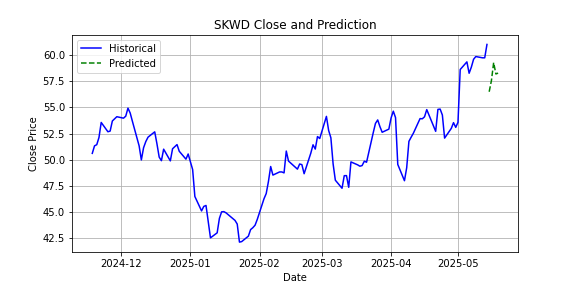 SKWD Close and Prediction
Historical
Predicted
Close Price
60.0
57.5
55.0
52.5
50.0
47.5
45.0
42.5
2024-12
2025-01
2025-02
2025-03
2025-04
2025-05
Date